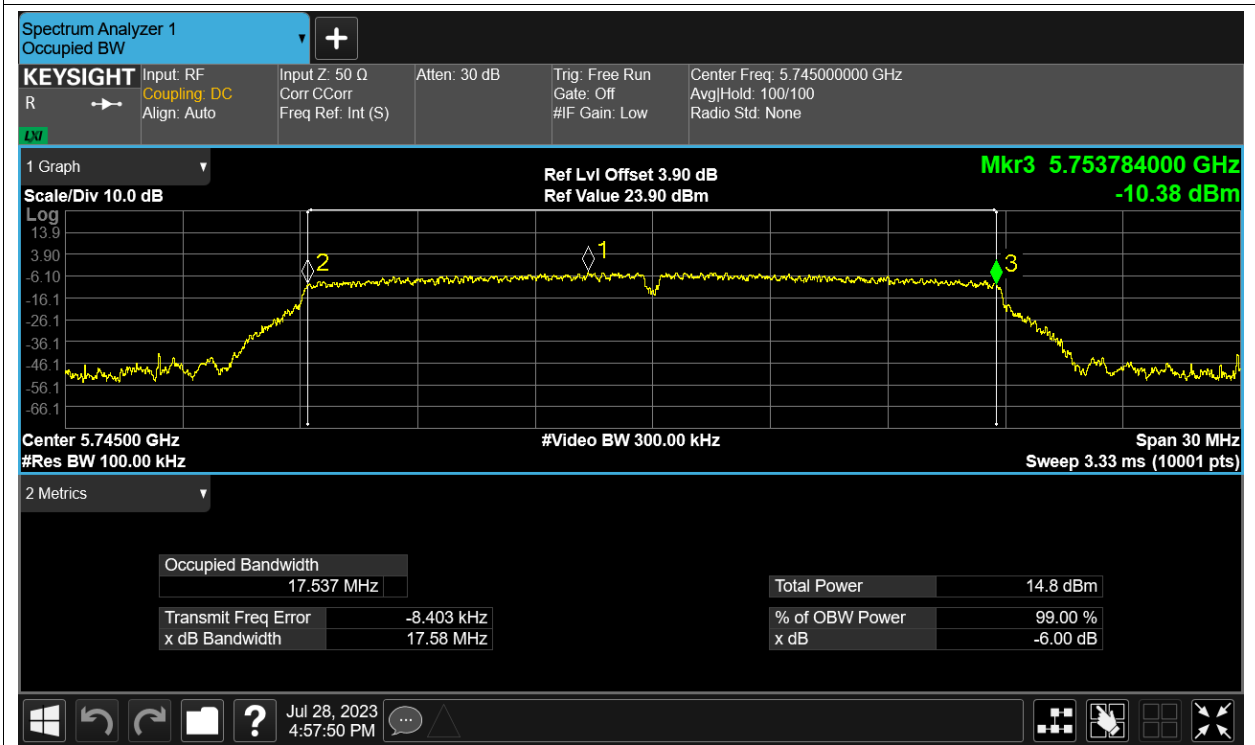 Spectrum Analyzer 1
Occupied BW
KEYSIGHT Input: RF Input Z: 50 Ω Atten: 30 dB Trig: Free Run Center Freq: 5.745000000 GHz
R Coupling: DC Corr CCorr Gate: Off Avg|Hold: 100/100
Align: Auto Freq Ref: Int (S) #IF Gain: Low Radio Std: None
LXI
1 Graph Ref Lvl Offset 3.90 dB Mkr3 5.753784000 GHz
Scale/Div 10.0 dB Ref Value 23.90 dBm -10.38 dBm
Log
13.9
3.90 1
-6.10 2 3
-16.1
-26.1
-36.1
-46.1
-56.1
-66.1
Center 5.74500 GHz #Video BW 300.00 kHz Span 30 MHz
#Res BW 100.00 kHz Sweep 3.33 ms (10001 pts)
2 Metrics
Occupied Bandwidth
17.537 MHz Total Power 14.8 dBm
Transmit Freq Error -8.403 kHz % of OBW Power 99.00 %
x dB Bandwidth 17.58 MHz x dB -6.00 dB
? Jul 28, 2023
4:57:50 PM